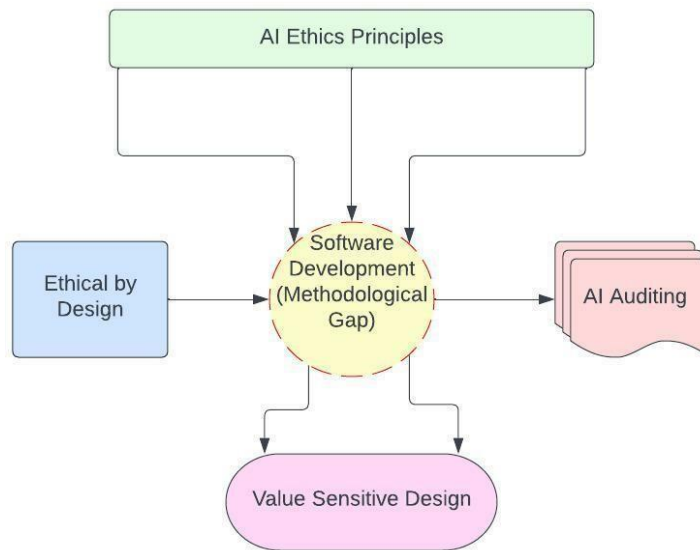 AI Ethics Principles
Ethical by
Design
Software
Development
(Methodological
Gap)
AI Auditing
Value Sensitive Design